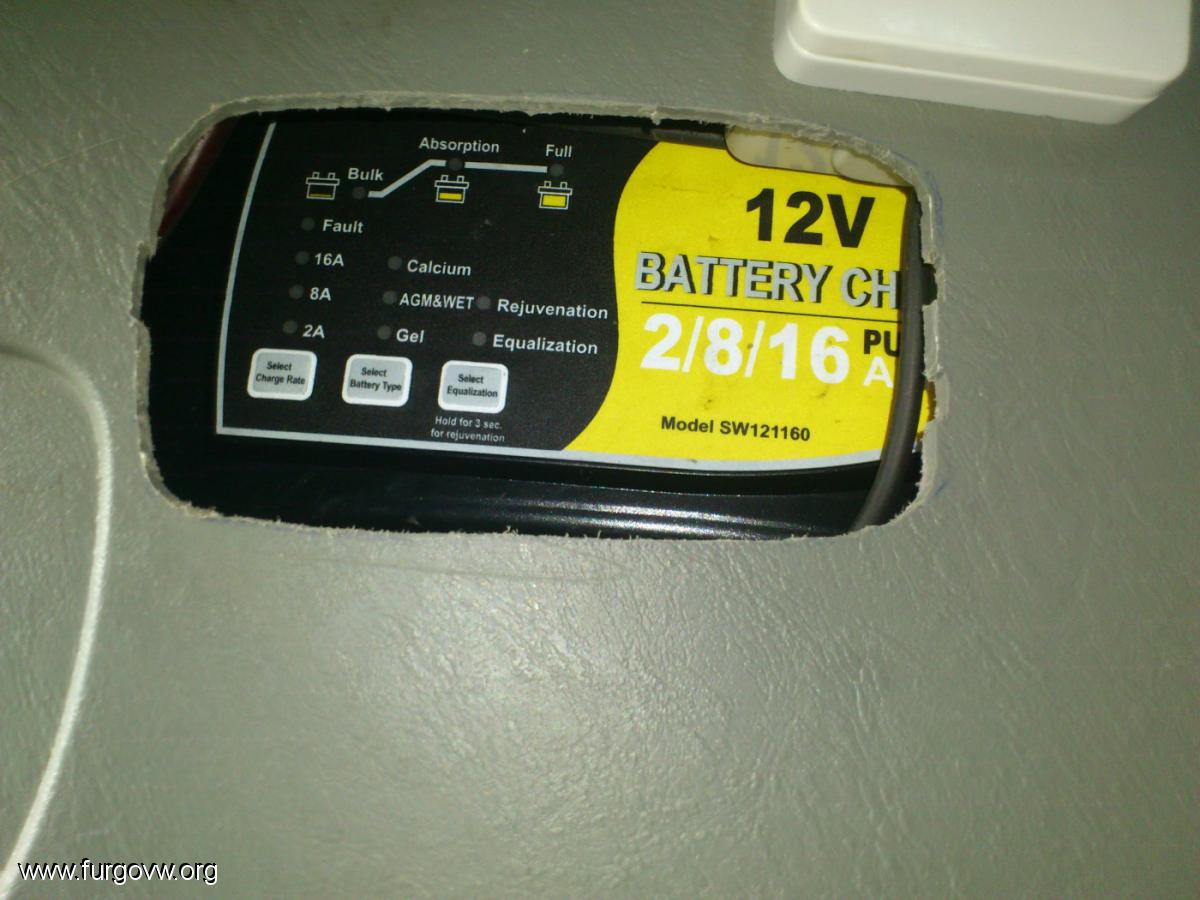 Absorption
Full
Bulk
Fault
16A
Calcium
8A
AGM&WET
Rejuvenation
2A
Gel
Equalization
Select
Charge Rate
Select
Battery Type
Select
Equalization
Hold for 3 sec.
for rejuvenation
12V
BATTERY CH
2/8/16 PU
A
Model SW121160
www.furgovw.org